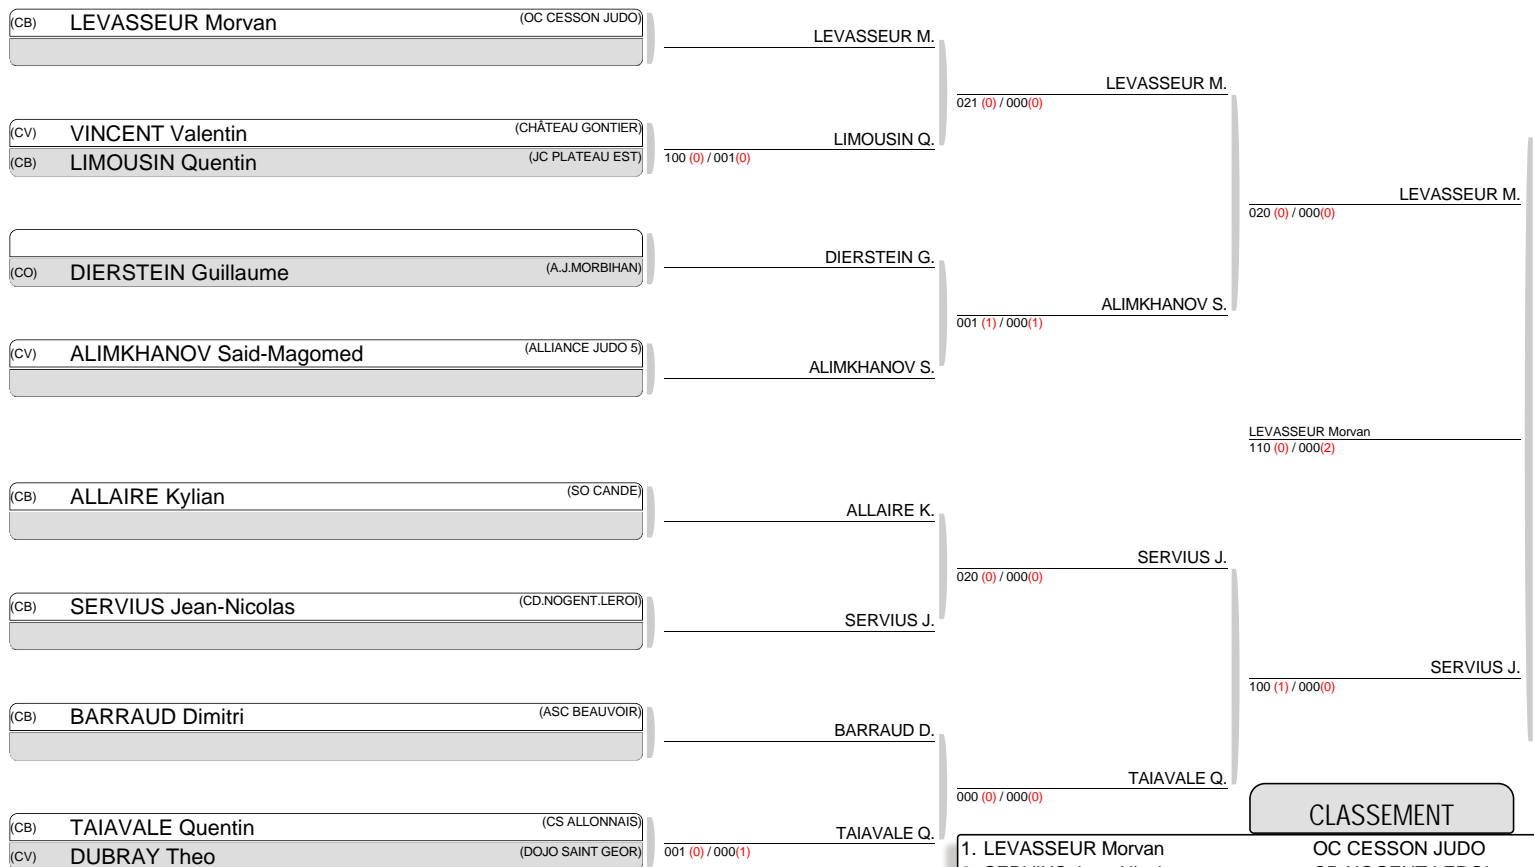 (CB) LEVASSEUR Morvan (OC CESSON JUDO)
LEVASSEUR M.
LEVASSEUR M.
021 (0) / 000(0)
(CV) VINCENT Valentin (CHÂTEAU GONTIER)
LIMOUSIN Q.
(CB) LIMOUSIN Quentin (JC PLATEAU EST)
100 (0) / 001(0)
LEVASSEUR M.
020 (0) / 000(0)
DIERSTEIN G.
(CO) DIERSTEIN Guillaume (A.J.MORBIHAN)
ALIMKHANOV S.
001 (1) / 000(1)
(CV) ALIMKHANOV Said-Magomed (ALLIANCE JUDO 5)
ALIMKHANOV S.
LEVASSEUR Morvan
110 (0) / 000(2)
(CB) ALLAIRE Kylian (SO CANDE)
ALLAIRE K.
SERVIUS J.
020 (0) / 000(0)
(CB) SERVIUS Jean-Nicolas (CD.NOGENT.LEROI)
SERVIUS J.
SERVIUS J.
100 (1) / 000(0)
(CB) BARRAUD Dimitri (ASC BEAUVOIR)
BARRAUD D.
TAIAVALE Q.
000 (0) / 000(0)
(CB) TAIAVALE Quentin (CS ALLONNAIS)
TAIAVALE Q.
(CV) DUBRAY Theo (DOJO SAINT GEOR)
001 (0) / 000(1)
CLASSEMENT
1. LEVASSEUR Morvan OC CESSON JUDO